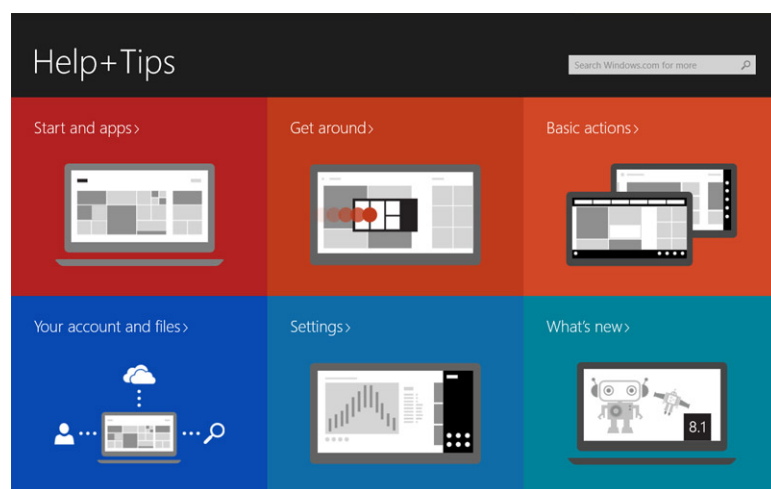 Help+Tips
Search Windows.com for more
Start and apps›
Get around›
Basic actions›
Your account and files›
Settings›
What's new›
8.1